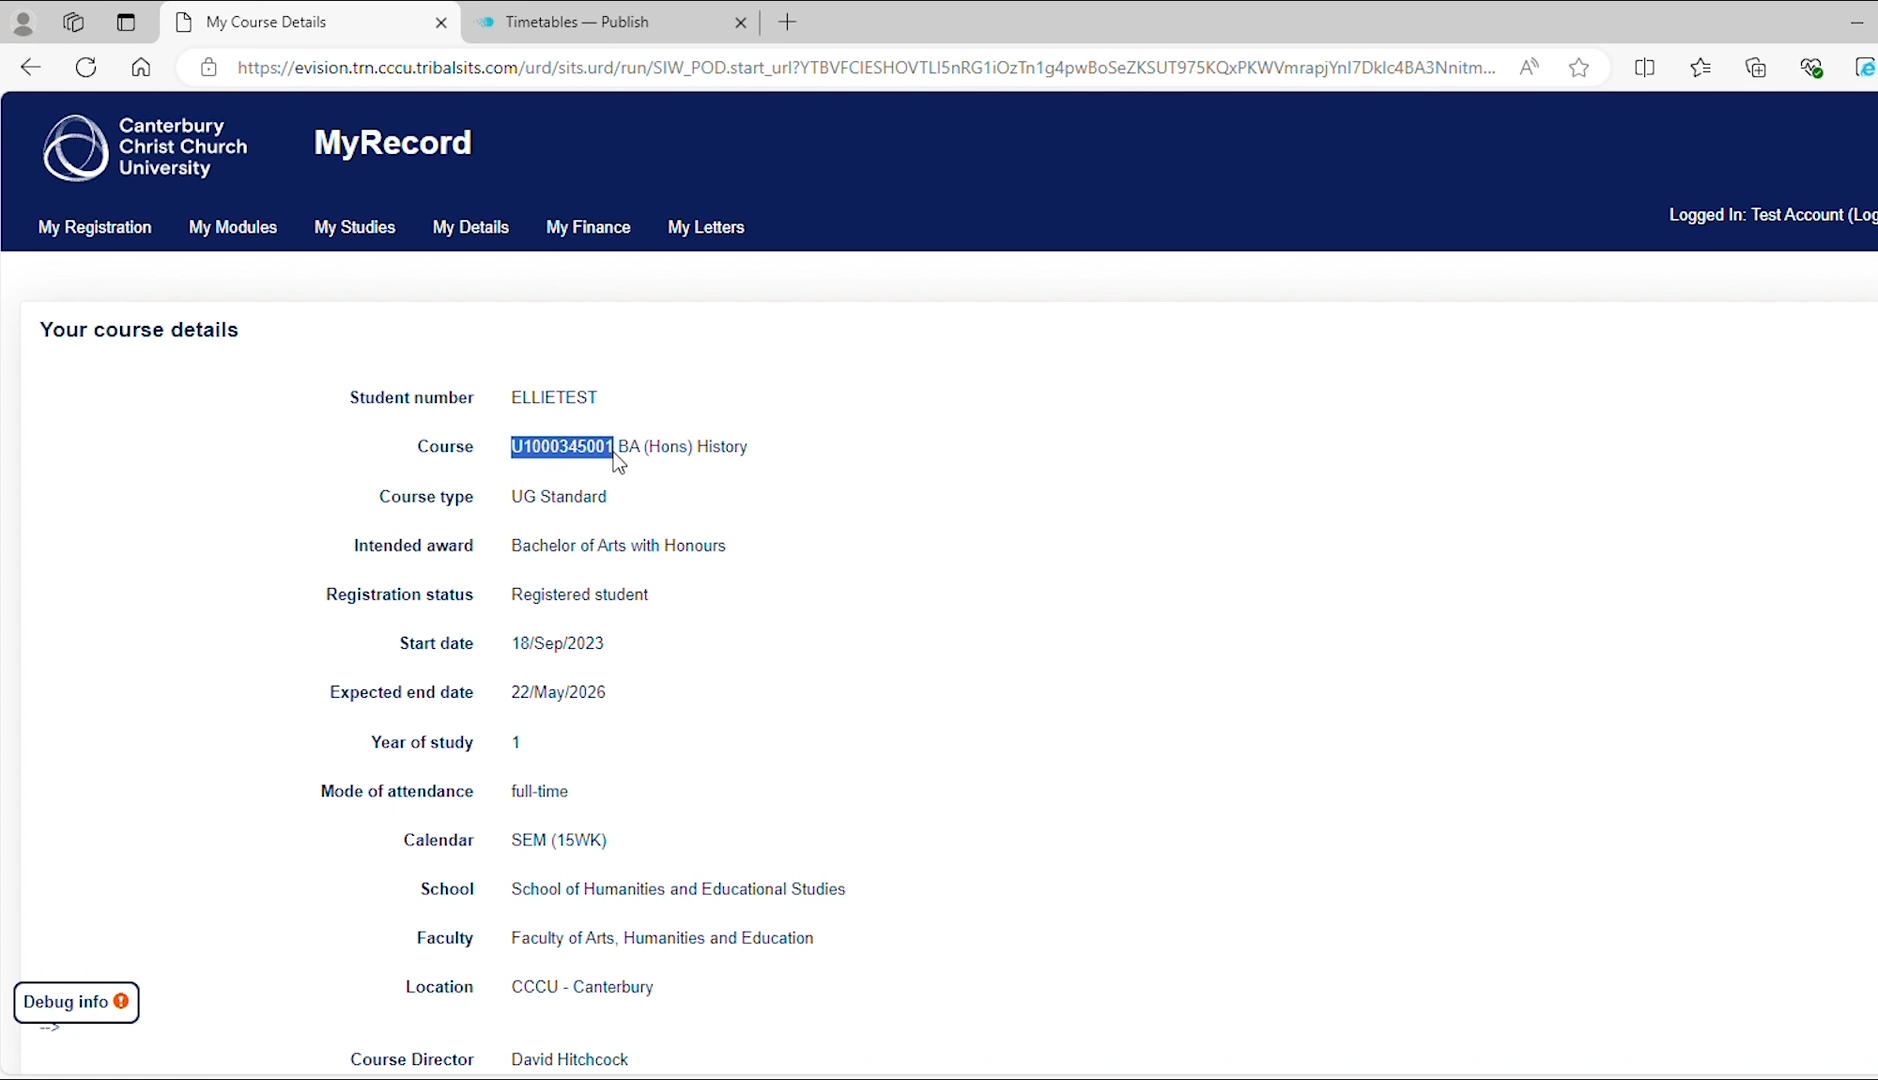 My Course Details
Timetables — Publish
https://evision.trn.cccu.tribalsits.com/urd/sits.urd/run/SIW_POD.start_url?YTBVFCIESHOVTLI5nRG1iOzTn1g4pwBoSeZKSUT975KQxPKWVmrapjYnI7Dklc4BA3Nnitm...
Canterbury
Christ Church
University
MyRecord
My Registration My Modules My Studies My Details My Finance My Letters
Logged In: Test Account (Log
Your course details
Student number ELLIETEST
Course U1000345001 BA (Hons) History
Course type UG Standard
Intended award Bachelor of Arts with Honours
Registration status Registered student
Start date 18/Sep/2023
Expected end date 22/May/2026
Year of study 1
Mode of attendance full-time
Calendar SEM (15WK)
School School of Humanities and Educational Studies
Faculty Faculty of Arts, Humanities and Education
Location CCCU - Canterbury
Debug info
-->
Course Director David Hitchcock